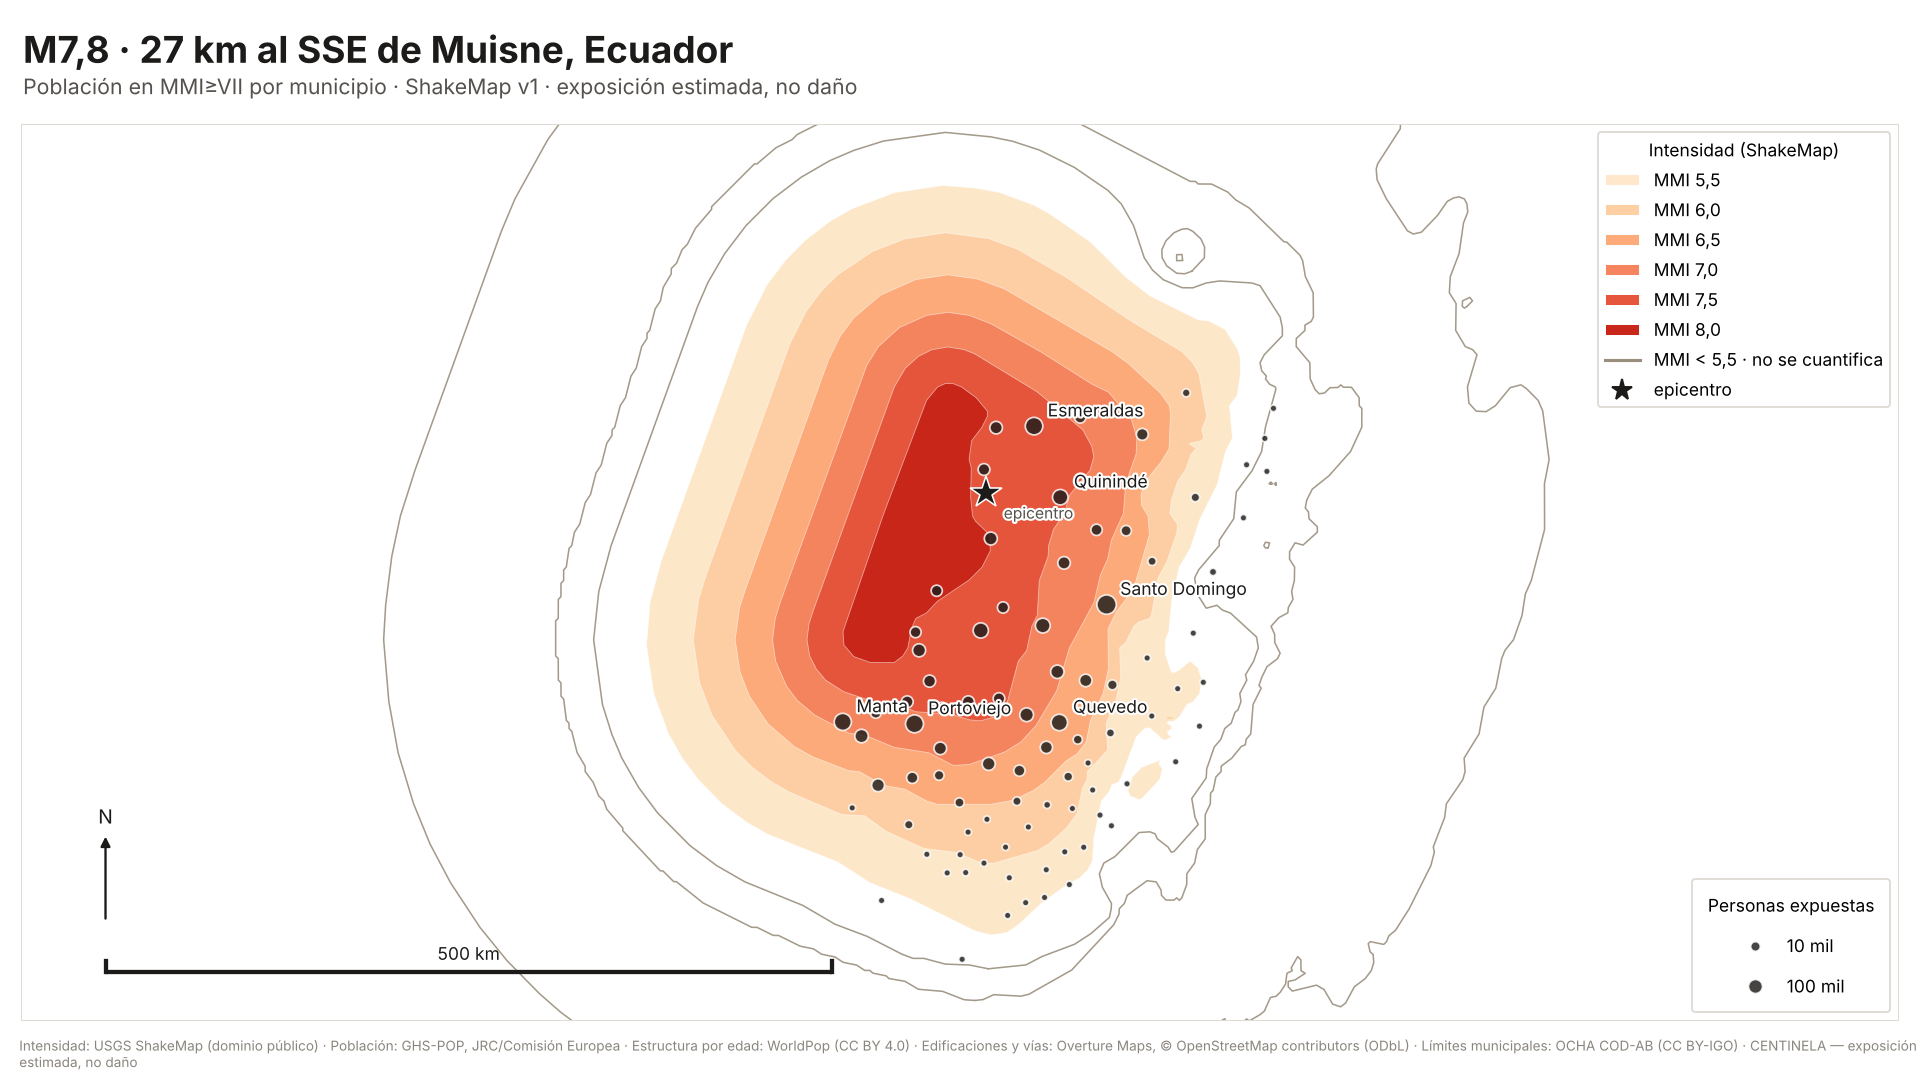 M7,8 · 27 km al SSE de Muisne, Ecuador
Población en MMI≥VII por municipio · ShakeMap v1 · exposición estimada, no daño
Intensidad (ShakeMap)
MMI 5,5
MMI 6,0
MMI 6,5
MMI 7,0
MMI 7,5
MMI 8,0
MMI < 5,5 · no se cuantifica
epicentro
Esmeraldas
Quinindé
epicentro
Santo Domingo
Manta
Portoviejo
Quevedo
N
500 km
Personas expuestas
10 mil
100 mil
Intensidad: USGS ShakeMap (dominio público) · Población: GHS-POP, JRC/Comisión Europea · Estructura por edad: WorldPop (CC BY 4.0) · Edificaciones y vías: Overture Maps, © OpenStreetMap contributors (ODbL) · Límites municipales: OCHA COD-AB (CC BY-IGO) · CENTINELA — exposición
estimada, no daño